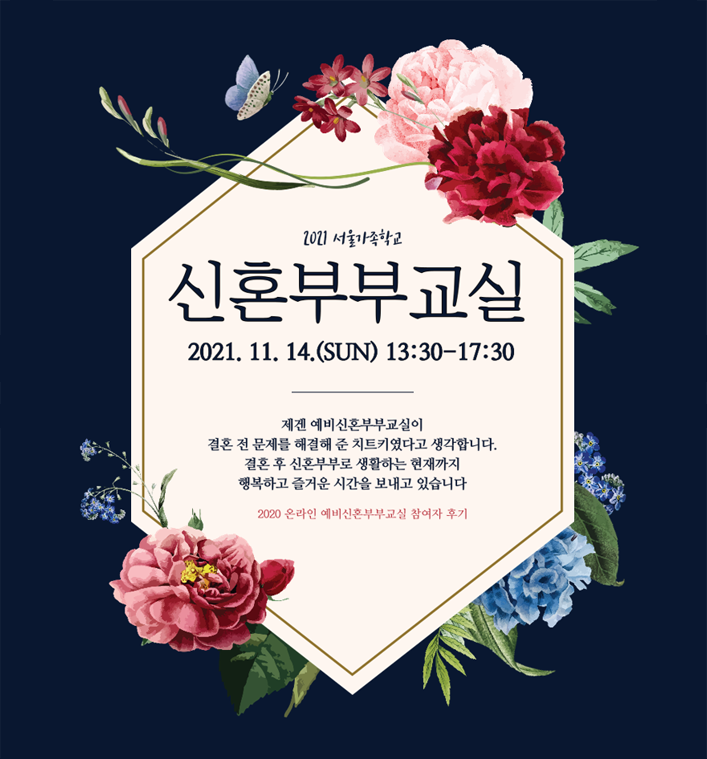 2021 서울가족학교
신혼부부교실
2021. 11. 14.(SUN) 13:30-17:30
제겐 예비신혼부부교실이
결혼 전 문제를 해결해 준 치트키였다고 생각합니다.
결혼 후 신혼부부로 생활하는 현재까지
행복하고 즐거운 시간을 보내고 있습니다
2020 온라인 예비신혼부부교실 참여자 후기